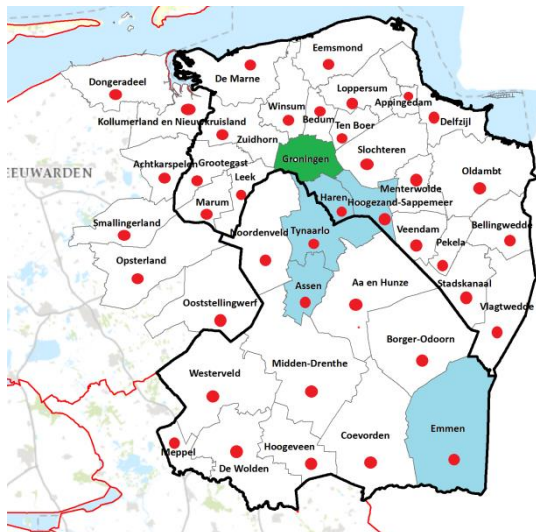 Eemsmond
De Marne
Dongeradeel
Loppersum
Appingedam
Winsum
Bedum
Kollumerland en Nieuwkruisland
Delfzijl
Ten Boer
Zuidhorn
Groningen
Slochteren
Achtkarspelen
Grootegast
Oldambt
EEUWARDEN
Leek
Menterwolde
Marum
Haren
Hoogezand-Sappemeer
Smallingerland
Noordenveld
Tynaarlo
Veendam
Bellingwedde
Pekela
Opsterland
Assen
Aa en Hunze
Stadskanaal
Ooststellingwerf
Vlagtwedde
Borger-Odoorn
Midden-Drenthe
Westerveld
Emmen
Coevorden
Hoogeveen
Meppel
De Wolden